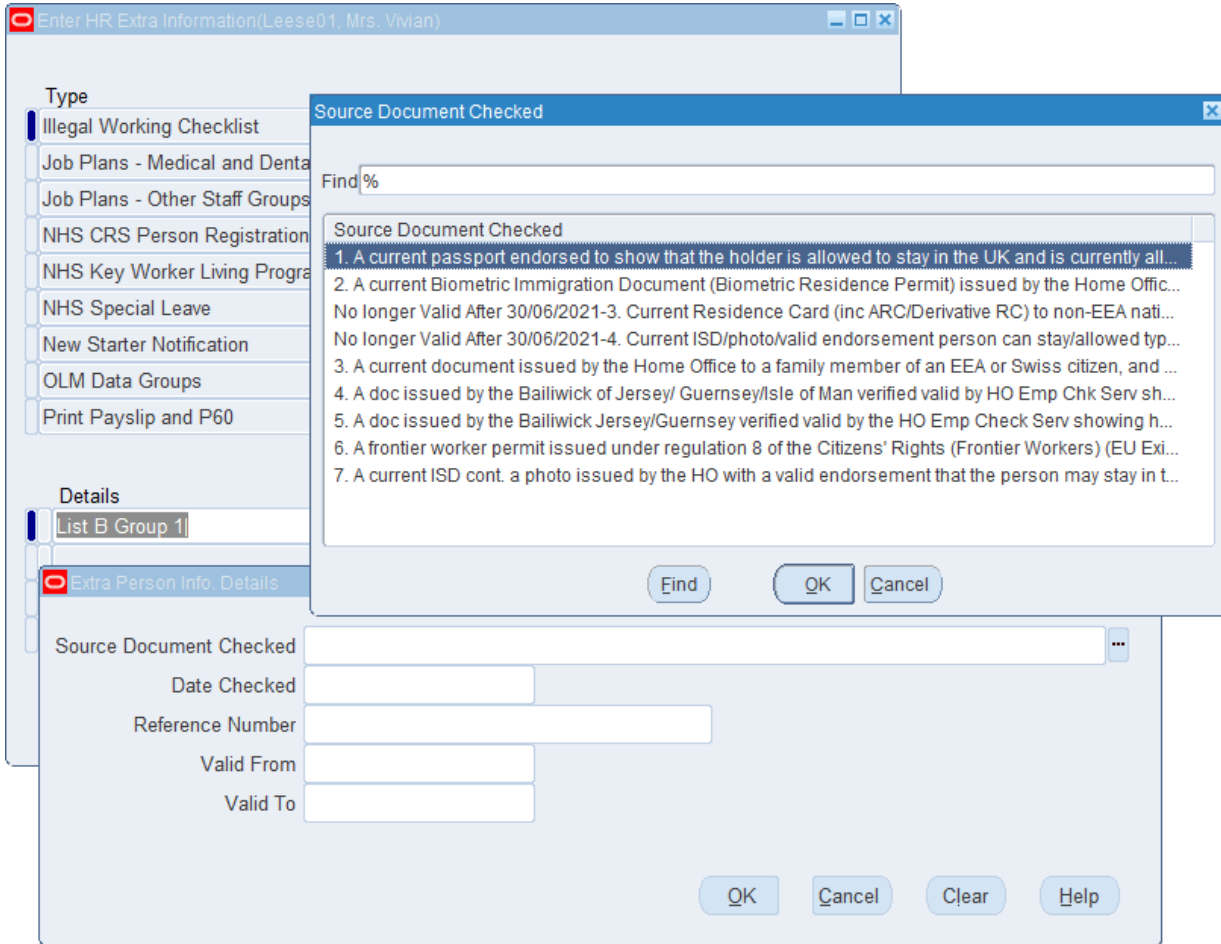 Enter HR Extra Information(Leese01, Mrs. Vivian)
Type
Illegal Working Checklist
Job Plans - Medical and Denta
Job Plans - Other Staff Groups
NHS CRS Person Registration
NHS Key Worker Living Progra
NHS Special Leave
New Starter Notification
OLM Data Groups
Print Payslip and P60
Details
List B Group 1
Source Document Checked
Find %
Source Document Checked
1. A current passport endorsed to show that the holder is allowed to stay in the UK and is currently all...
2. A current Biometric Immigration Document (Biometric Residence Permit) issued by the Home Offic...
No longer Valid After 30/06/2021-3. Current Residence Card (inc ARC/Derivative RC) to non-EEA nati...
No longer Valid After 30/06/2021-4. Current ISD/photo/valid endorsement person can stay/allowed typ...
3. A current document issued by the Home Office to a family member of an EEA or Swiss citizen, and ...
4. A doc issued by the Bailiwick of Jersey/ Guernsey/Isle of Man verified valid by HO Emp Chk Serv sh...
5. A doc issued by the Bailiwick Jersey/Guernsey verified valid by the HO Emp Check Serv showing h...
6. A frontier worker permit issued under regulation 8 of the Citizens' Rights (Frontier Workers) (EU Exi...
7. A current ISD cont. a photo issued by the HO with a valid endorsement that the person may stay in t...
Find
OK
Cancel
Extra Person Info. Details
Source Document Checked
...
Date Checked
Reference Number
Valid From
Valid To
OK
Cancel
Clear
Help